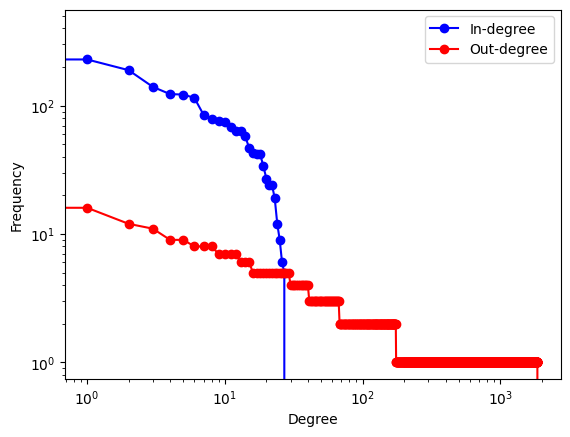 In-degree
Out-degree
Frequency
10²
10¹
10⁰
10⁰ 10¹ 10² 10³
Degree